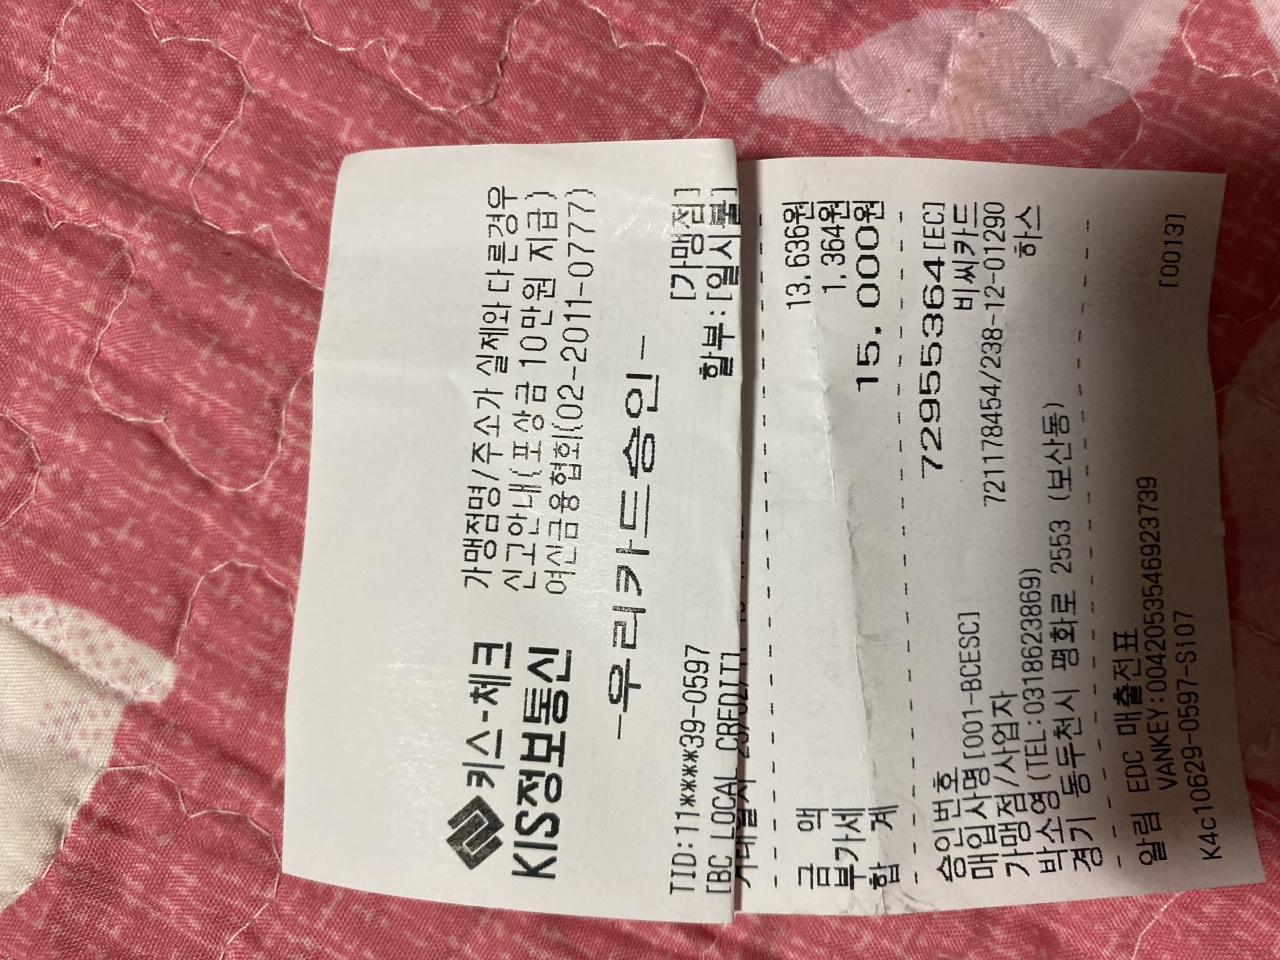 키스-체크
KIS정보통신
가맹점명/주소가 실제와 다른경우
신고안내(포상금 10만원 지급)
여신금융협회(02-2011-0777)
-우리카드승인-
TID:11****39-0597 [가맹점]
[BC LOCAL CREDIT] 할부:[일시불]
금 액 13,636원
부가세 1,364원
합 계 15,000원
승인번호 72955364[EC]
매입사명[001-BCESC] 비씨카드
가맹점/사업자 721178454/238-12-01290
박소영(TEL:0318623869) 하스
경기 동두천시 평화로 2553 (보산동)
알림 EDC 매출전표
VANKEY:0042053546923739
K4c10629-0597-Si07 [0013]